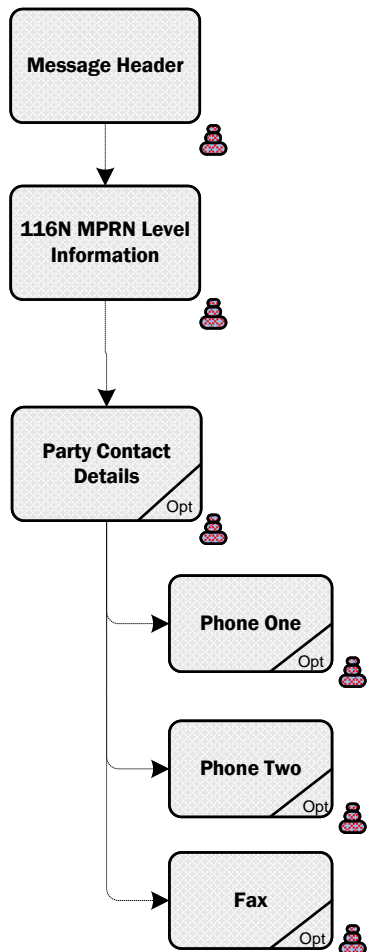 Message Header
116N MPRN Level
Information
Party Contact
Details
Opt
Phone One
Opt
Phone Two
Opt
Fax
Opt